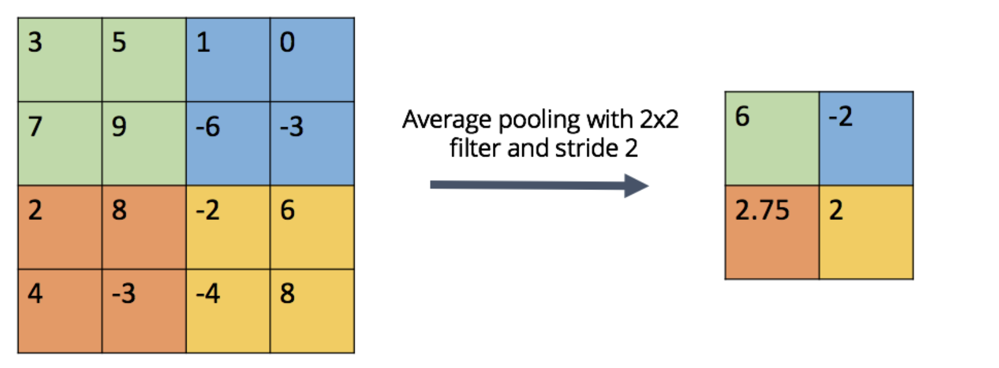 3 5 1 0
7 9 -6 -3
2 8 -2 6
4 -3 -4 8
Average pooling with 2x2
filter and stride 2
6 -2
2.75 2